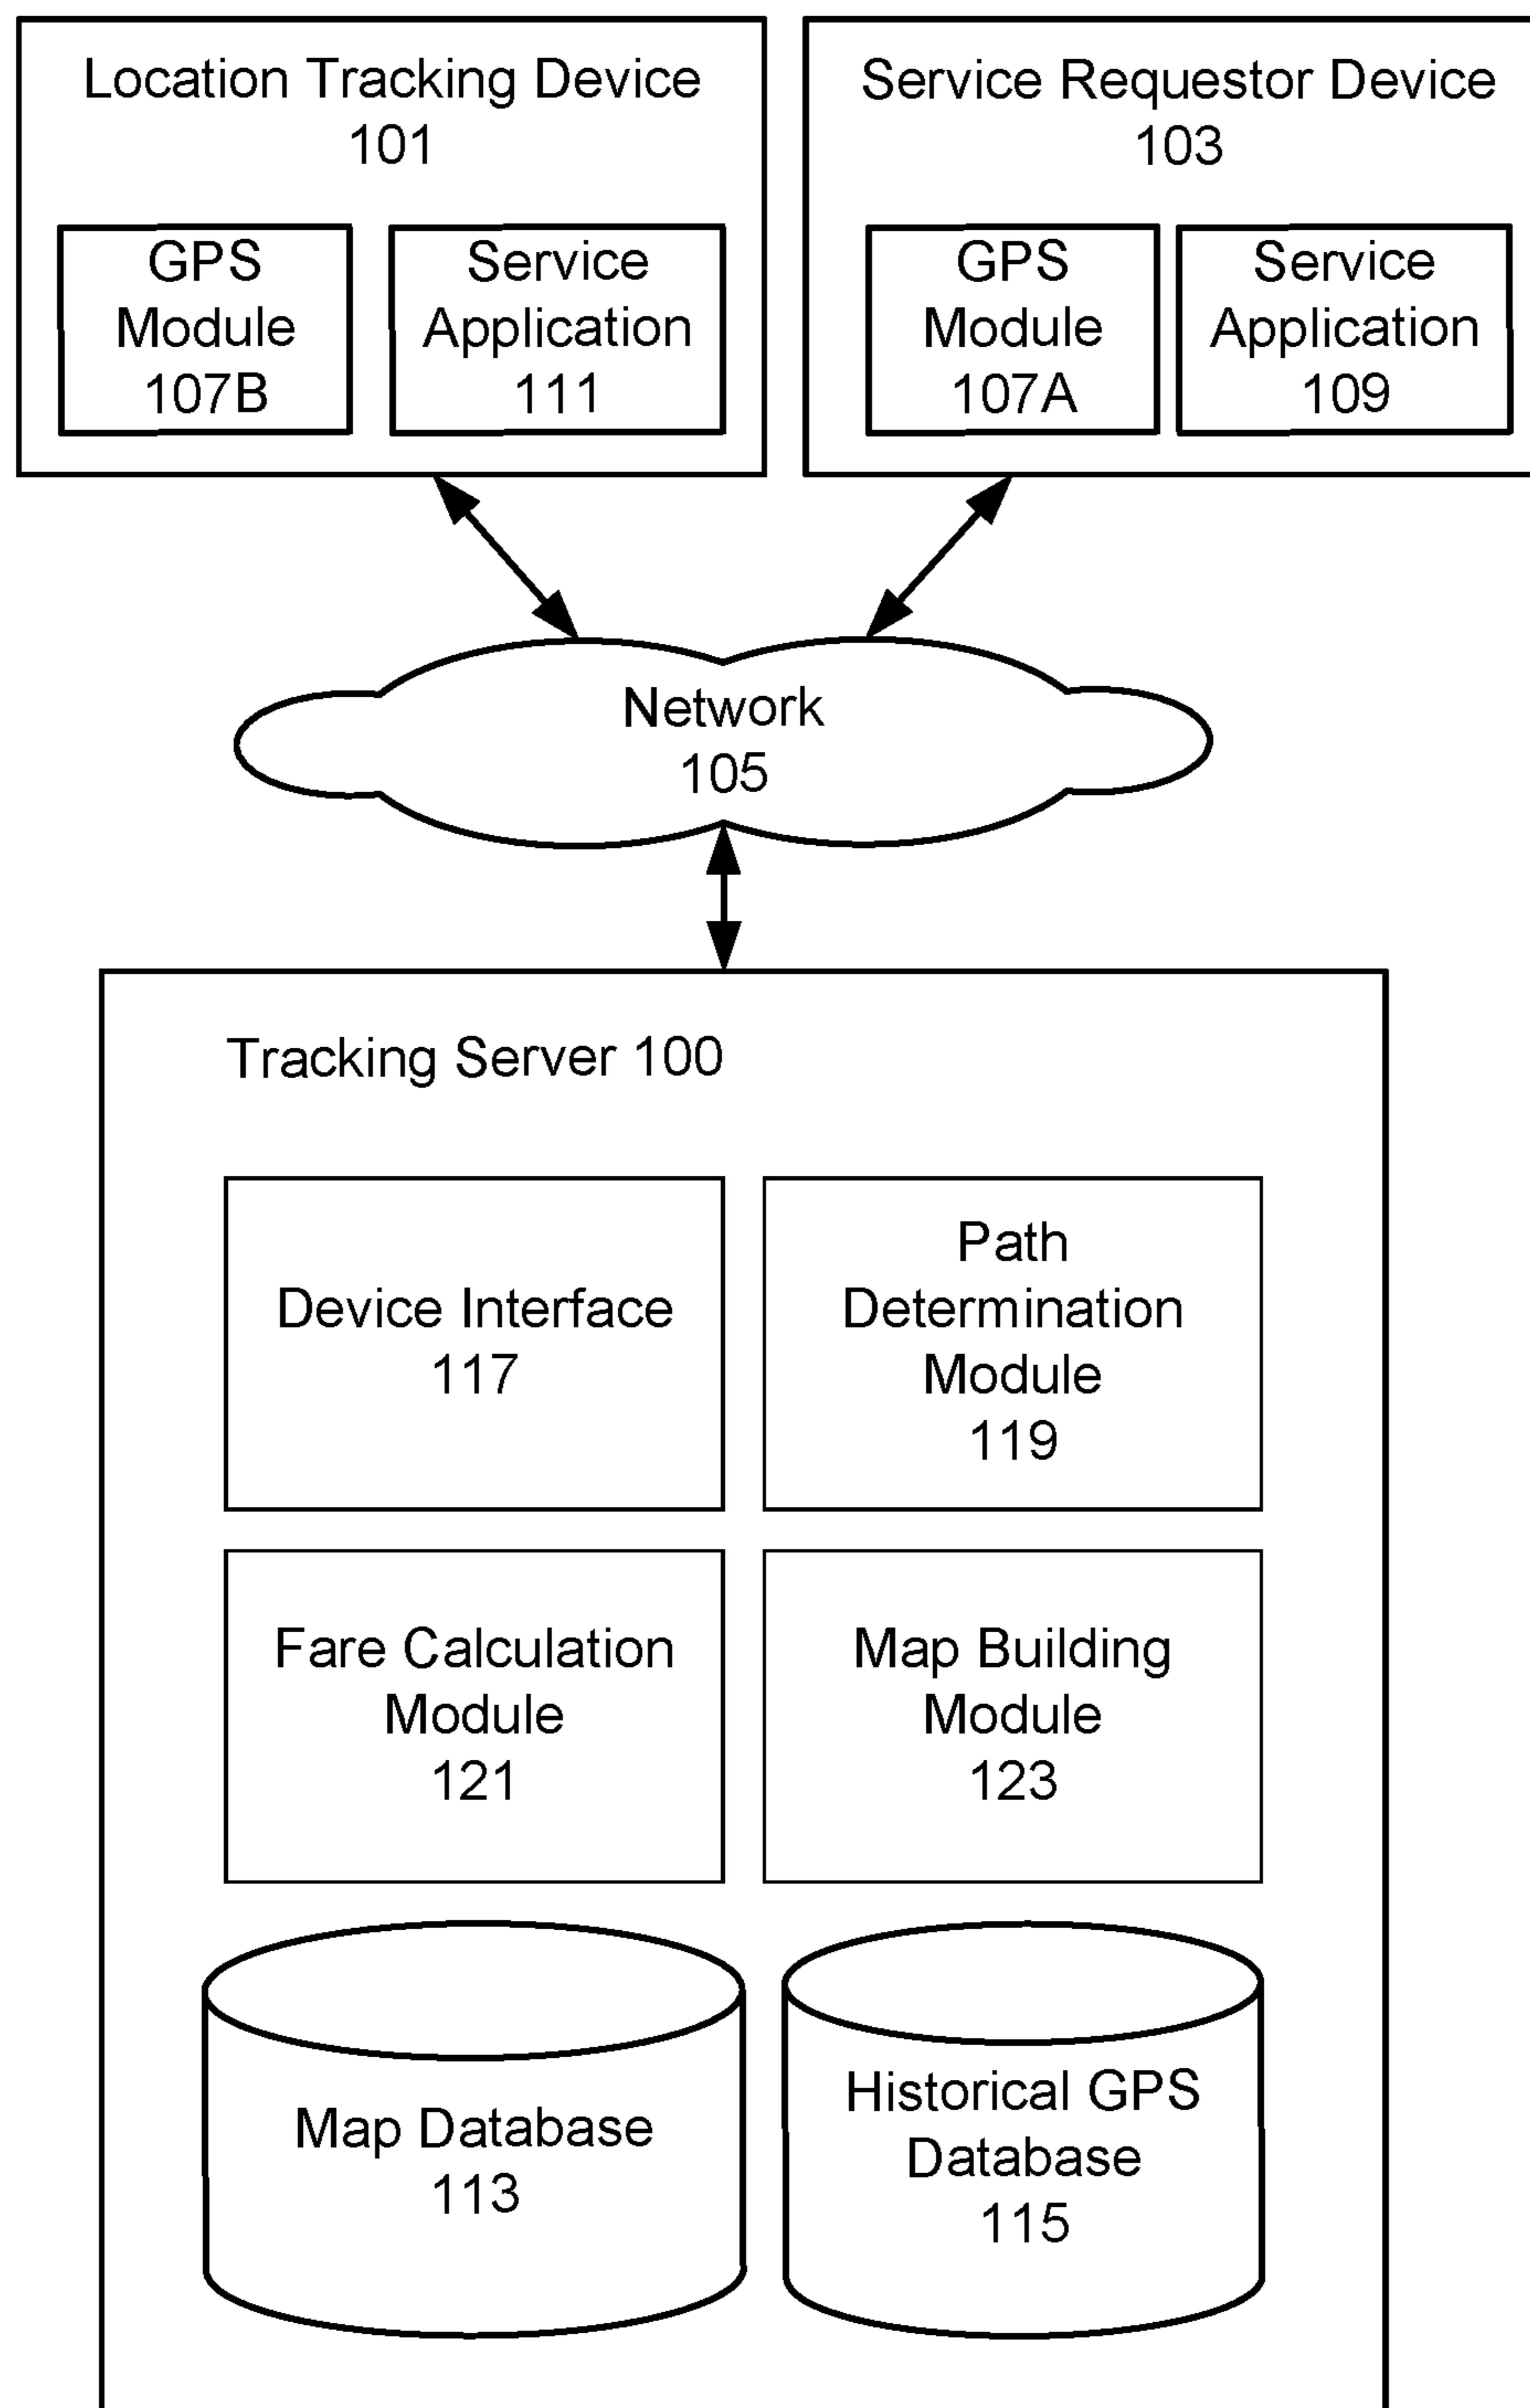 Location Tracking Device
101
GPS
Module
107B
Service
Application
111
Service Requestor Device
103
GPS
Module
107A
Service
Application
109
Network
105
Tracking Server 100
Device Interface
117
Path
Determination
Module
119
Fare Calculation
Module
121
Map Building
Module
123
Map Database
113
Historical GPS
Database
115